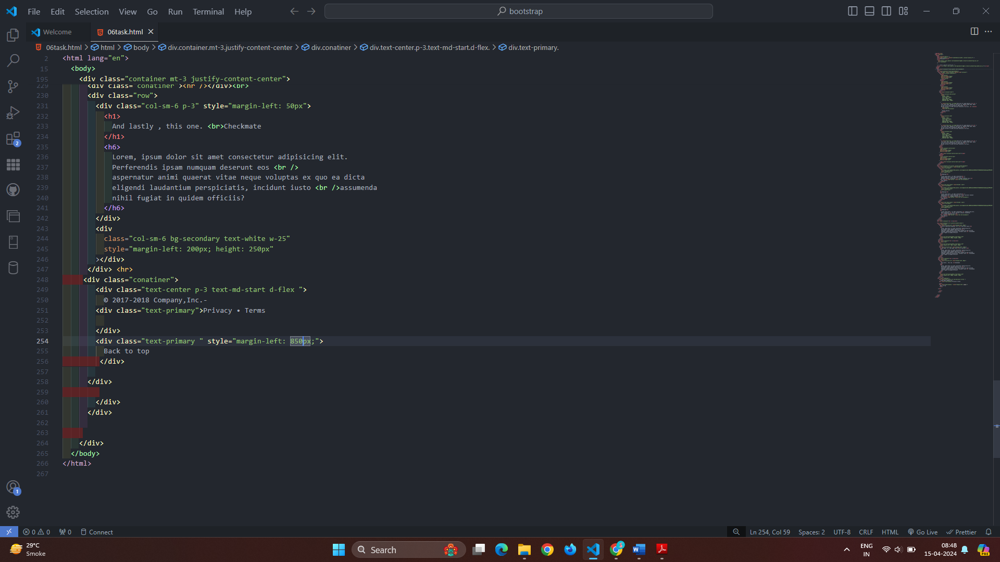 File Edit Selection View Go Run Terminal Help
bootstrap
Welcome
06task.html
06task.html > html > body > div.container.mt-3.justify-content-center > div.conatiner > div.text-center.p-3.text-md-start.d-flex. > div.text-primary.
2 <html lang="en">
15 <body>
195 <div class="container mt-3 justify-content-center">
229 <div class="conatiner"><hr /></div><br>
230 <div class="row">
231 <div class="col-sm-6 p-3" style="margin-left: 50px">
232 <h1>
233 And lastly , this one. <br>Checkmate
234 </h1>
235 <h6>
236 Lorem, ipsum dolor sit amet consectetur adipisicing elit.
237 Perferendis ipsam numquam deserunt eos <br />
238 aspernatur animi quaerat vitae neque voluptas ex quo ea dicta
239 eligendi laudantium perspiciatis, incidunt iusto <br />assumenda
240 nihil fugiat in quidem officiis?
241 </h6>
242 </div>
243 <div
244 class="col-sm-6 bg-secondary text-white w-25"
245 style="margin-left: 200px; height: 250px"
246 ></div>
247 </div> <hr>
248 <div class="conatiner">
249 <div class="text-center p-3 text-md-start d-flex ">
250 © 2017-2018 Company,Inc.-
251 <div class="text-primary">Privacy • Terms
252
253 </div>
254 <div class="text-primary " style="margin-left: 850px;">
255 Back to top
256 </div>
257
258 </div>
259
260 </div>
261 </div>
262
263
264 </div>
265 </body>
266 </html>
267
2
1
0 0 0 Connect
Ln 254, Col 59 Spaces: 2 UTF-8 CRLF HTML Go Live Prettier
29°C
Smoke
Search
ENG
IN
08:48
15-04-2024
PRE